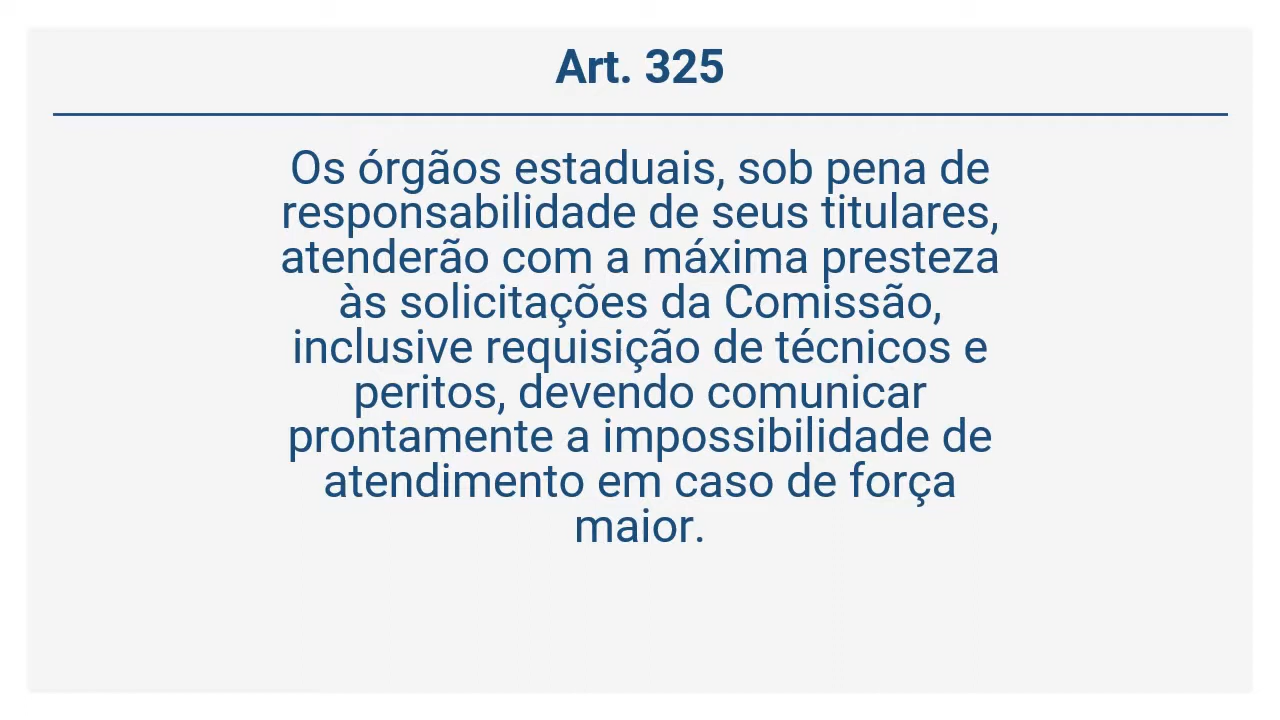 Art. 325
Os órgãos estaduais, sob pena de
responsabilidade de seus titulares,
atenderão com a máxima presteza
às solicitações da Comissão,
inclusive requisição de técnicos e
peritos, devendo comunicar
prontamente a impossibilidade de
atendimento em caso de força
maior.